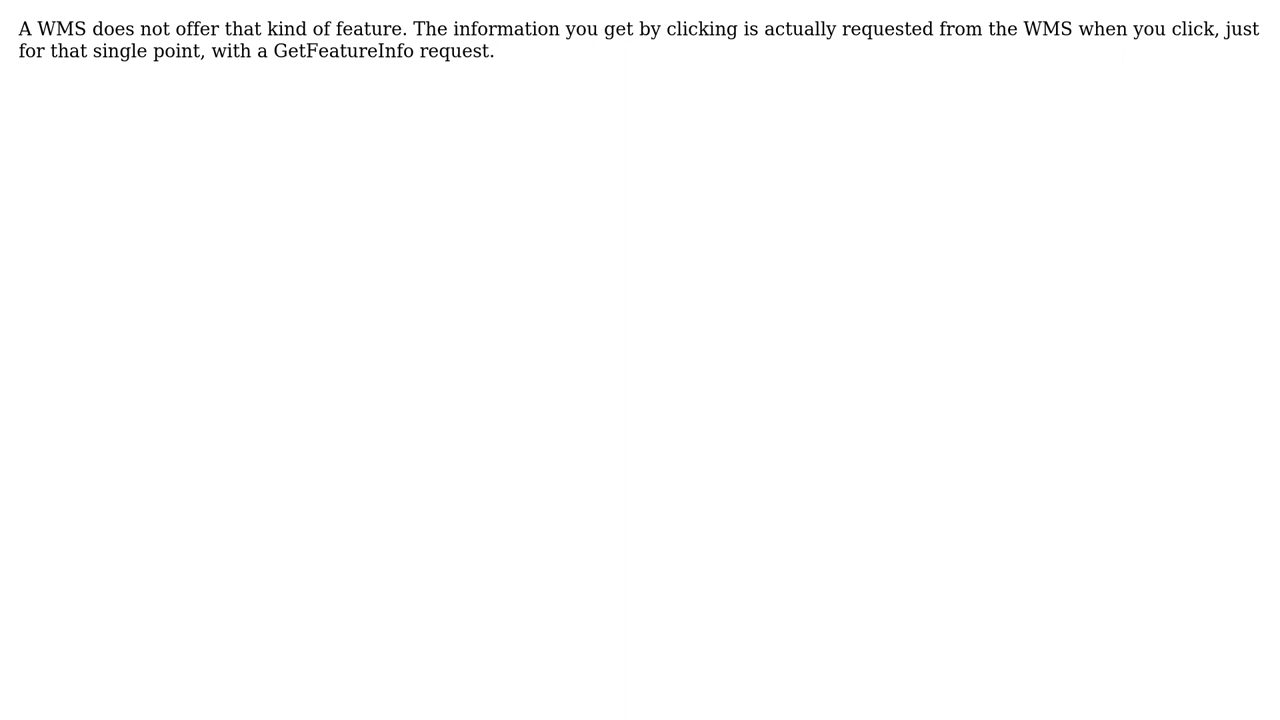 A WMS does not offer that kind of feature. The information you get by clicking is actually requested from the WMS when you click, just
for that single point, with a GetFeatureInfo request.